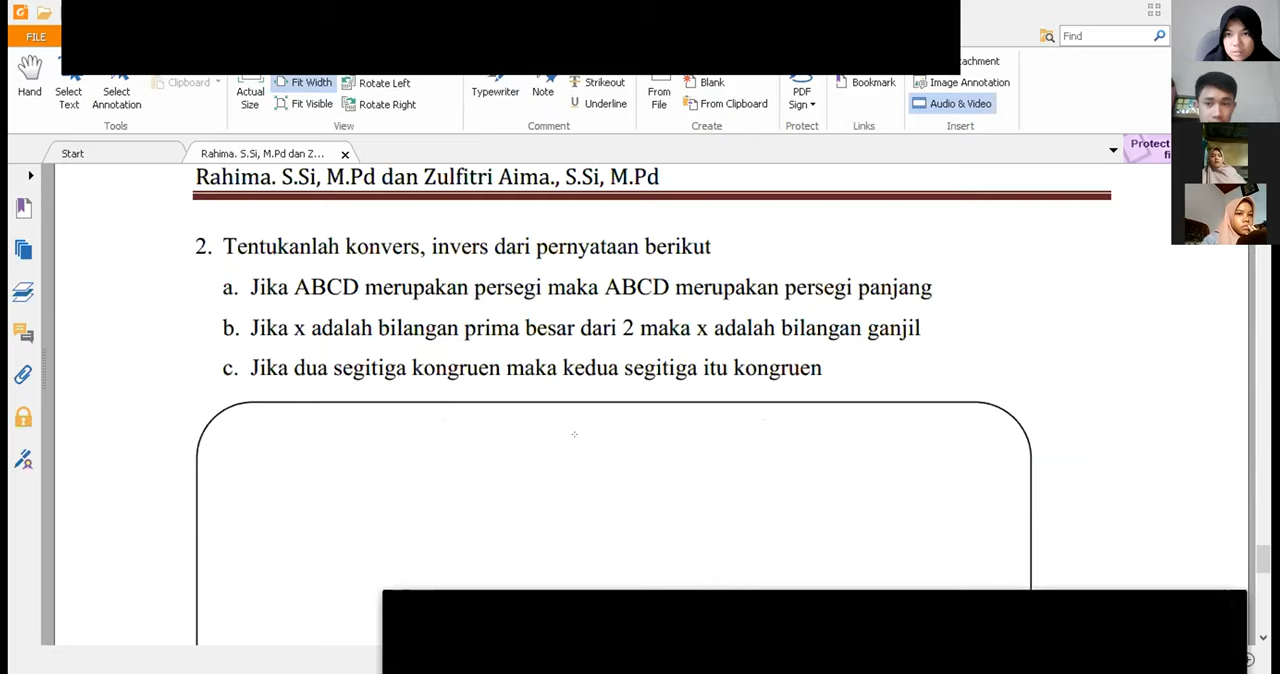 FILE
Find
Hand
Select
Text
Select
Annotation
Clipboard
Tools
Actual
Size
Fit Width
Fit Visible
Rotate Left
Rotate Right
View
Typewriter
Note
Strikeout
U Underline
Comment
From
File
Blank
From Clipboard
Create
PDF
Sign
Protect
Bookmark
Links
Image Annotation
Audio & Video
Insert
Start
Rahima. S.Si, M.Pd dan Z...
Protect
Rahima. S.Si, M.Pd dan Zulfitri Aima., S.Si, M.Pd
2. Tentukanlah konvers, invers dari pernyataan berikut
a. Jika ABCD merupakan persegi maka ABCD merupakan persegi panjang
b. Jika x adalah bilangan prima besar dari 2 maka x adalah bilangan ganjil
c. Jika dua segitiga kongruen maka kedua segitiga itu kongruen